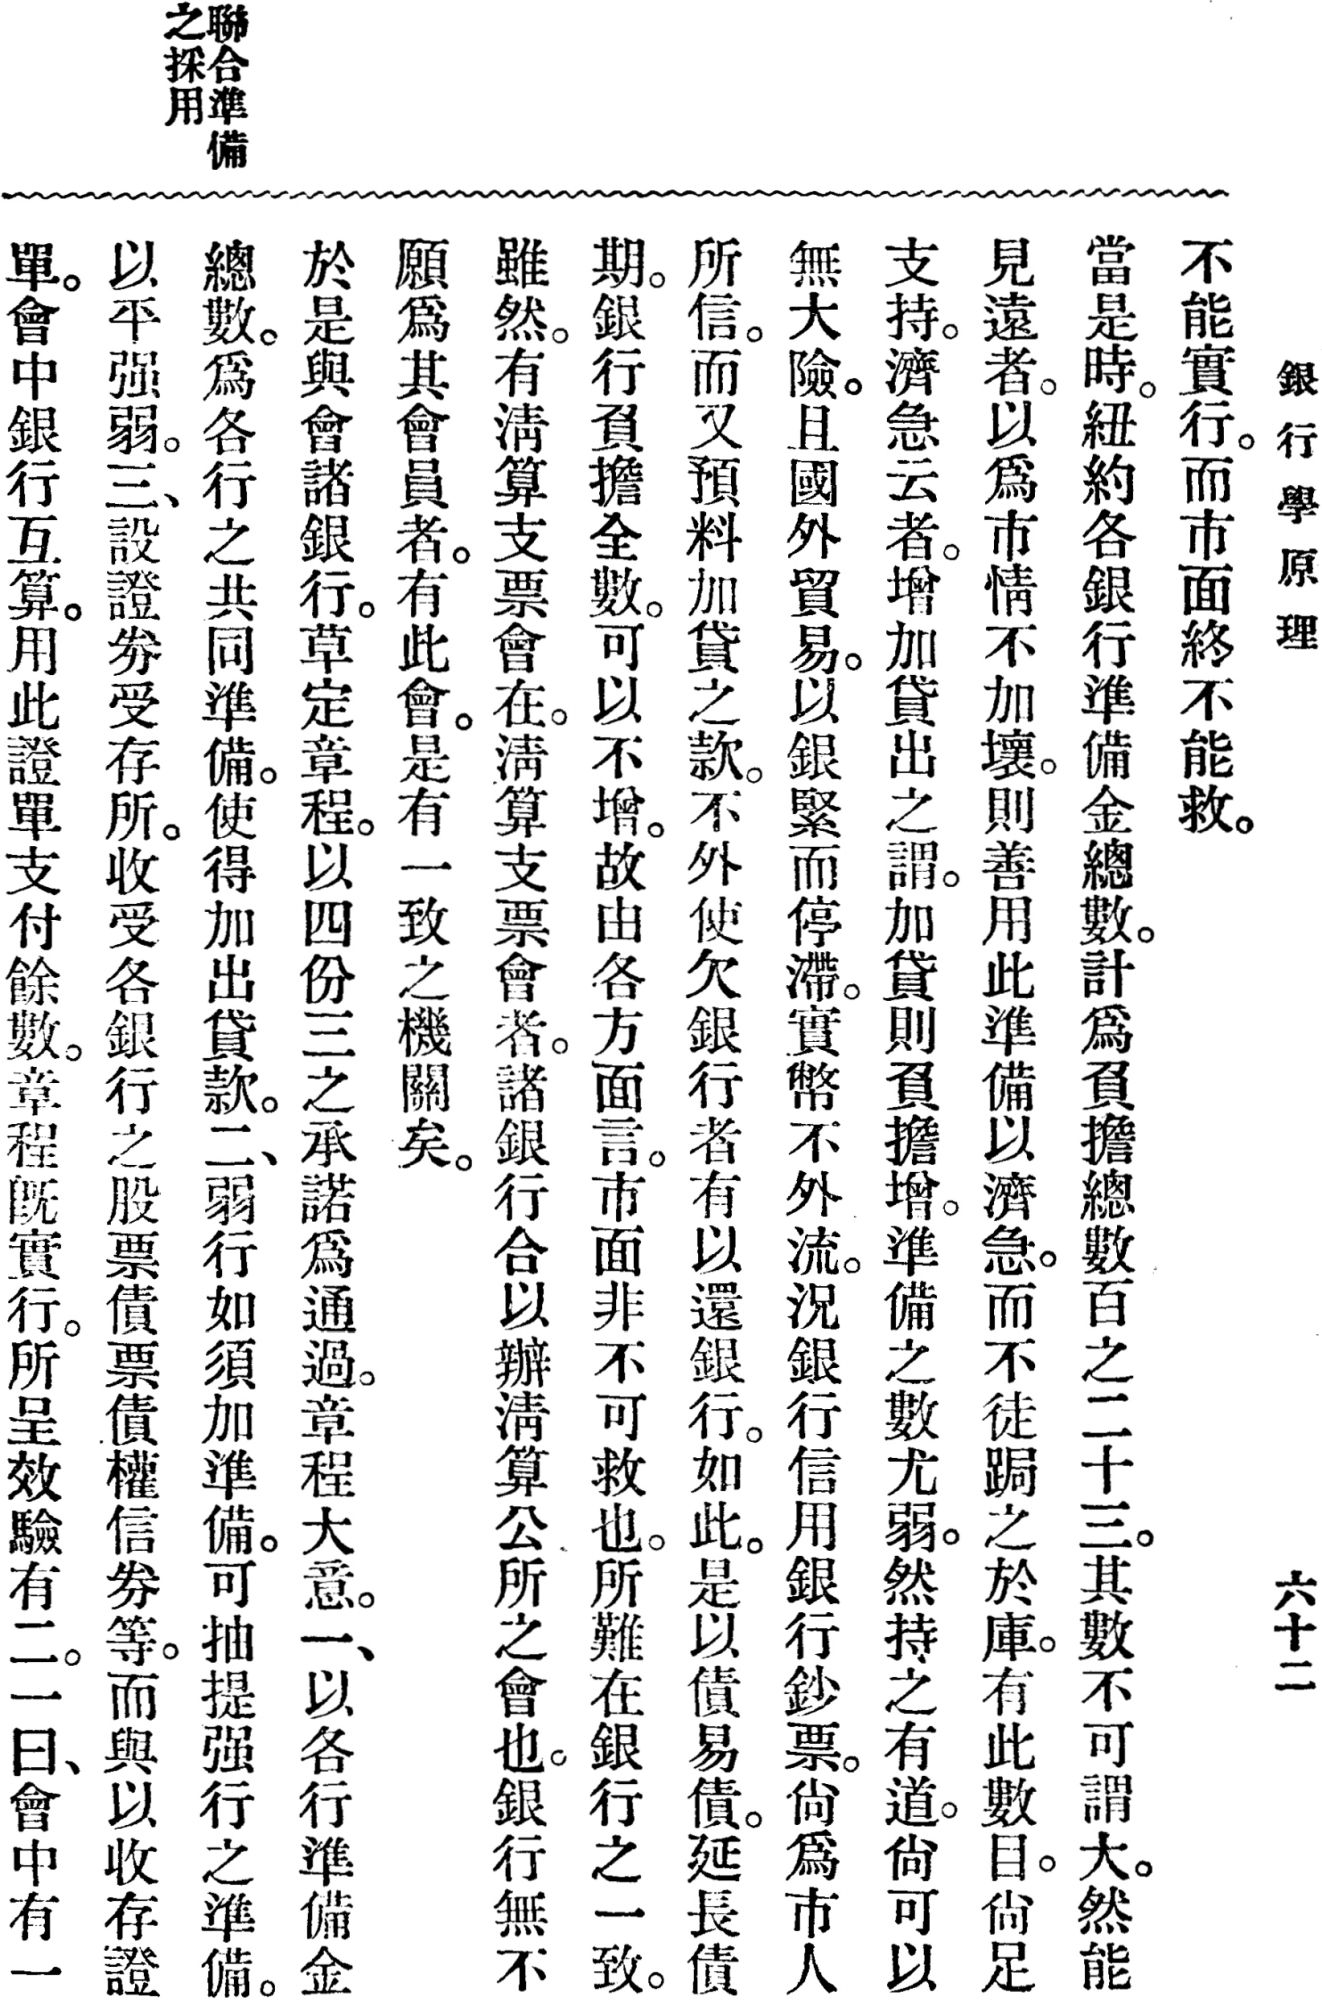 銀行學原理
六十二
不能實行。而市面終不能救。
當是時。紐約各銀行準備金總數。計爲負擔總數百之二十三。其數不可謂大。然能
見遠者。以爲市情不加壞。則善用此準備以濟急。而不徒跼之於庫。有此數目。尙足
支持。濟急云者。增加貸出之謂。加貸則負擔增。準備之數尤弱。然持之有道。尙可以
無大險。且國外貿易。以銀緊而停滯。實幣不外流。況銀行信用銀行鈔票。尙爲市人
所信。而又預料加貸之款。不外使欠銀行者有以還銀行。如此。是以債易債。延長債
期。銀行負擔全數。可以不增。故由各方面言。市面非不可救也。所難在銀行之一致。
雖然。有淸算支票會在。淸算支票會者。諸銀行合以辦淸算公所之會也。銀行無不
願爲其會員者。有此會。是有一致之機關矣。
於是與會諸銀行。草定章程。以四份三之承諾爲通過。章程大意。一、以各行準備金
總數。爲各行之共同準備。使得加出貸款。二、弱行如須加準備。可抽提强行之準備。
以平强弱。三、設證券受存所。收受各銀行之股票債票債權信券等。而與以收存證
單。會中銀行互算。用此證單支付餘數。章程旣實行。所呈效驗有二。一曰、會中有一
聯合準備
之採用